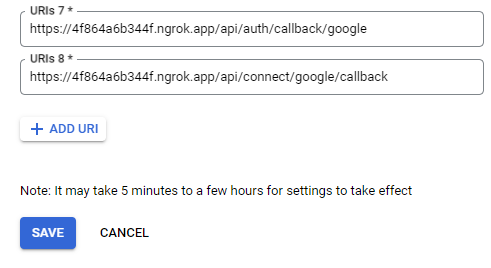 URIs 7 *
https://4f864a6b344f.ngrok.app/api/auth/callback/google
URIs 8 *
https://4f864a6b344f.ngrok.app/api/connect/google/callback
+ ADD URI
Note: It may take 5 minutes to a few hours for settings to take effect
SAVE CANCEL